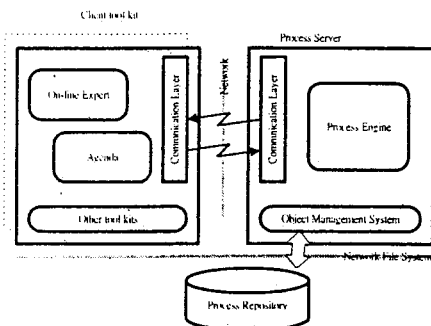 Client tool kit
Process Server
On-line Expert
Agenda
Other tool kits
Communication Layer
Network
Communication Layer
Process Engine
Object Management System
Network File System
Process Repository